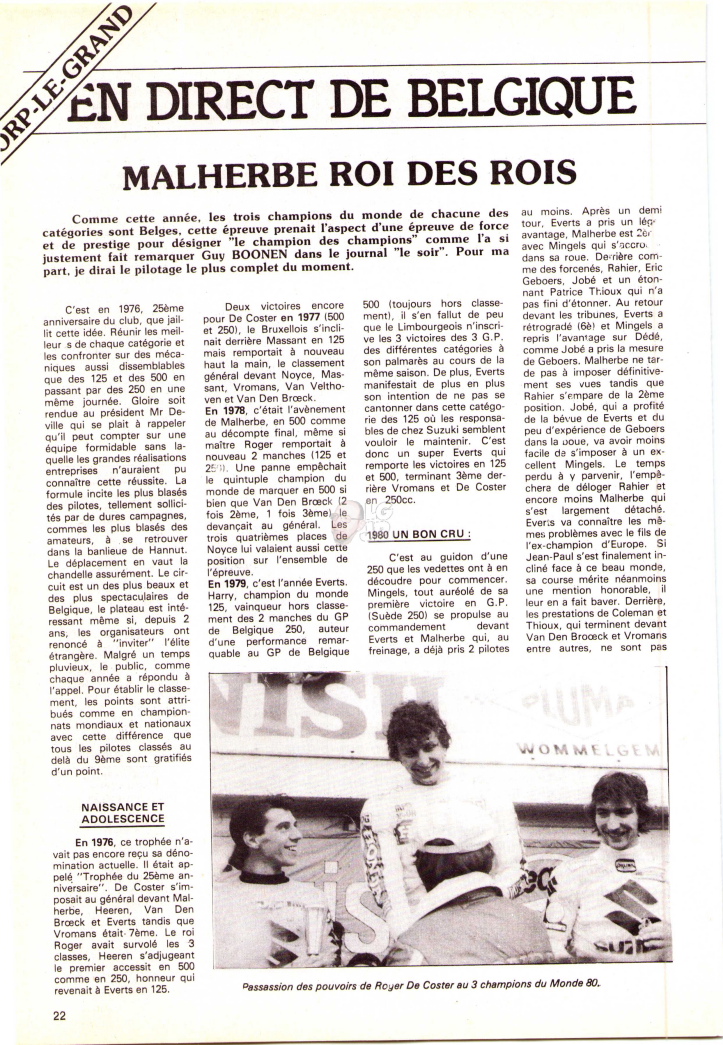 ORP-LE-GRAND
EN DIRECT DE BELGIQUE
MALHERBE ROI DES ROIS
Comme cette année, les trois champions du monde de chacune des
catégories sont Belges, cette épreuve prenait l'aspect d'une épreuve de force
et de prestige pour désigner "le champion des champions" comme l'a si
justement fait remarquer Guy BOONEN dans le journal "le soir". Pour ma
part, je dirai le pilotage le plus complet du moment.
C'est en 1976, 25ème
anniversaire du club, que jail-
lit cette idée. Réunir les meil-
leur s de chaque catégorie et
les confronter sur des méca-
niques aussi dissemblables
que des 125 et des 500 en
passant par des 250 en une
même journée. Gloire soit
rendue au président Mr De-
ville qui se plait à rappeler
qu'il peut compter sur une
équipe formidable sans la-
quelle les grandes réalisations
entreprises n'auraient pu
connaître cette réussite. La
formule incite les plus blasés
des pilotes, tellement sollici-
tés par de dures campagnes,
commes les plus blasés des
amateurs, à se retrouver
dans la banlieue de Hannut.
Le déplacement en vaut la
chandelle assurément. Le cir-
cuit est un des plus beaux et
des plus spectaculaires de
Belgique, le plateau est inté-
ressant même si, depuis 2
ans, les organisateurs ont
renoncé à "inviter" l'élite
étrangère. Malgré un temps
pluvieux, le public, comme
chaque année a répondu à
l'appel. Pour établir le classe-
ment, les points sont attri-
bués comme en champion-
nats mondiaux et nationaux
avec cette différence que
tous les pilotes classés au
delà du 9ème sont gratifiés
d'un point.
NAISSANCE ET
ADOLESCENCE
En 1976, ce trophée n'a-
vait pas encore reçu sa déno-
mination actuelle. Il était ap-
pelé "Trophée du 25ème an-
niversaire". De Coster s'im-
posait au général devant Mal-
herbe, Heeren, Van Den
Brœck et Everts tandis que
Vromans était 7ème. Le roi
Roger avait survolé les 3
classes, Heeren s'adjugeant
le premier accessit en 500
comme en 250, honneur qui
revenait à Everts en 125.
Deux victoires encore
pour De Coster en 1977 (500
et 250), le Bruxellois s'incli-
nait derrière Massant en 125
mais remportait à nouveau
haut la main, le classement
général devant Noyce, Mas-
sant, Vromans, Van Veltho-
ven et Van Den Brœck.
En 1978, c'était l'avènement
de Malherbe, en 500 comme
au décompte final, même si
maître Roger remportait à
nouveau 2 manches (125 et
Une panne empêchait
le quintuple champion du
monde de marquer en 500 si
bien que Van Den Brœck (2
fois 2ème, 1 fois 3ème) le
devançait au général. Les
trois quatrièmes places de
Noyce lui valaient aussi cette
position sur l'ensemble de
l'épreuve.
En 1979, c'est l'année Everts.
Harry, champion du monde
125, vainqueur hors classe-
ment des 2 manches du GP
de Belgique 250, auteur
d'une performance remar-
quable au GP de Belgique
500 (toujours hors classe-
ment), il s'en fallut de peu
que le Limbourgeois n'inscri-
ve les 3 victoires des 3 G.P.
des différentes catégories à
son palmarès au cours de la
même saison. De plus, Everts
manifestait de plus en plus
son intention de ne pas se
cantonner dans cette catégo-
rie des 125 où les responsa-
bles de chez Suzuki semblent
vouloir le maintenir. C'est
donc un super Everts qui
remporte les victoires en 125
et 500, terminant 3ème der-
rière Vromans et De Coster
en 250cc.
1980 UN BON CRU :
C'est au guidon d'une
250 que les vedettes ont à en
découdre pour commencer.
Mingels, tout auréolé de sa
première victoire en G.P.
(Suède 250) se propulse au
commandement devant
Everts et Malherbe qui, au
freinage, a déjà pris 2 pilotes
au moins. Après un demi
tour, Everts a pris un
avantage, Malherbe est
avec Mingels qui
dans sa roue. Derrière com-
me des forcenés, Rahier, Eric
Geboers, Jobé et un éton-
nant Patrice Thioux qui n'a
pas fini d'étonner. Au retour
devant les tribunes, Everts a
rétrogradé (6è) et Mingels a
repris l'avantage sur Dédé,
comme Jobé a pris la mesure
de Geboers. Malherbe ne tar-
de pas à imposer définitive-
ment ses vues tandis que
Rahier s'empare de la 2ème
position. Jobé, qui a profité
de la bévue de Everts et du
peu d'expérience de Geboers
dans la boue, va avoir moins
facile da s'imposer à un ex-
cellent Mingels. Le temps
perdu à y parvenir, l'empê-
chera de déloger Rahier et
encore moins Malherbe qui
s'est largement détaché.
Everts va connaître les mê-
mes problèmes avec le fils de
l'ex-champion d'Europe. Si
Jean-Paul s'est finalement in-
cliné face à ce beau monde,
sa course mérite néanmoins
une mention honorable, il
leur en a fait baver. Derrière,
les prestations de Coleman et
Thioux, qui terminent devant
Van Den Brœck et Vromans
entre autres, ne sont pas
PLUMA
WOMMELGEM
Passassion des pouvoirs de Royer De Coster au 3 champions du Monde 80.
22